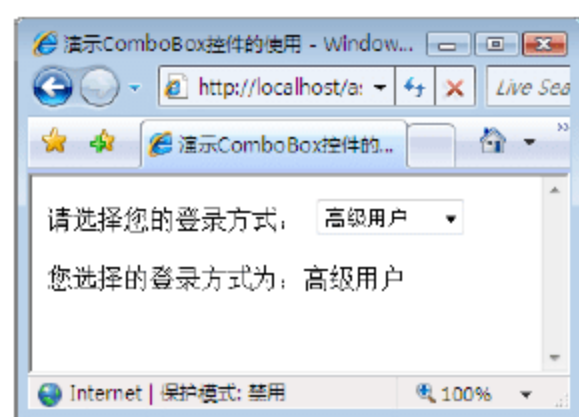 演示ComboBox控件的使用 - Window...
http://localhost/a:
Live Sea
演示ComboBox控件的...
请选择您的登录方式： 高级用户
您选择的登录方式为：高级用户
Internet | 保护模式: 禁用 100%